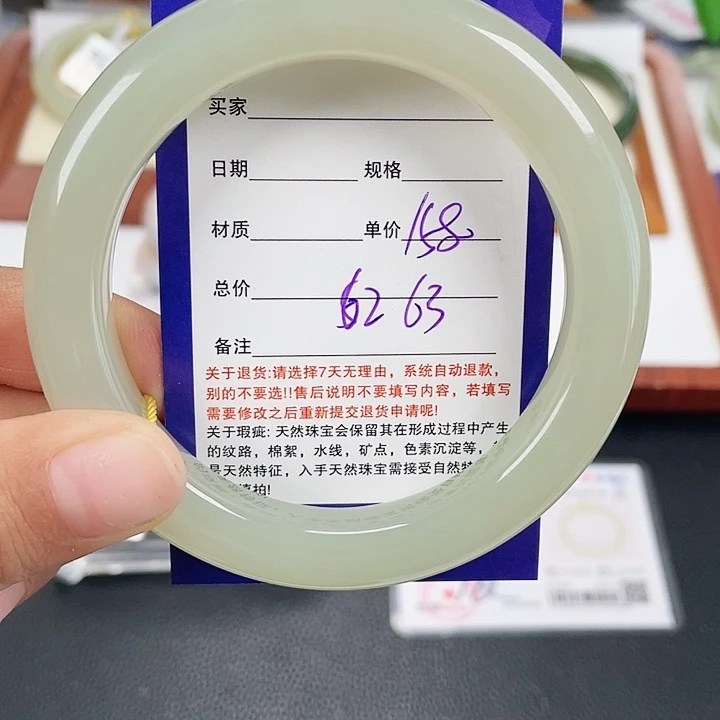 买家
日期 规格
材质 单价 158
总价
62 63
备注
关于退货:请选择7天无理由，系统自动退款，
别的不要选!!售后说明不要填写内容，若填写
需要修改之后重新提交退货申请呢!
关于瑕疵: 天然珠宝会保留其在形成过程中产生
的纹路，棉絮，水线，矿点，色素沉淀等，
是天然特征，入手天然珠宝需接受自然特
慎拍!